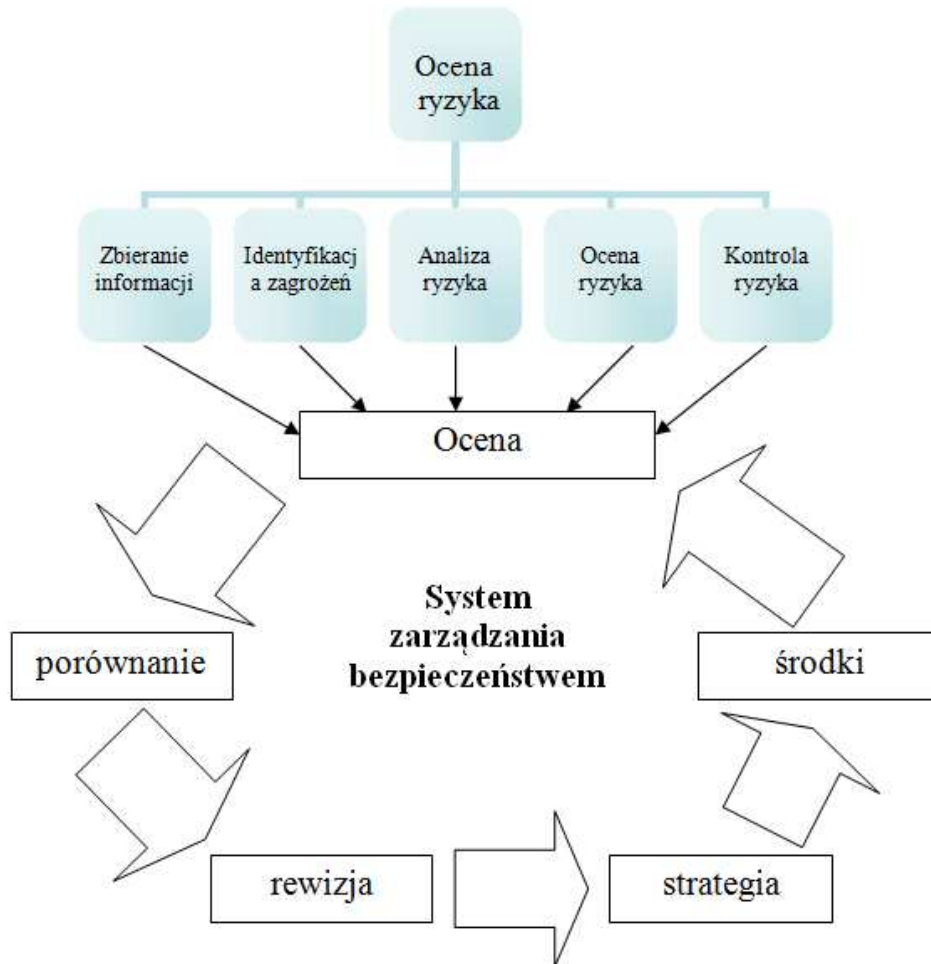 Ocena
ryzyka
Zbieranie
informacji
Identyfikacj
a zagrożeń
Analiza
ryzyka
Ocena
ryzyka
Kontrola
ryzyka
Ocena
System
zarządzania
bezpieczeństwem
porównanie
środki
rewizja
strategia